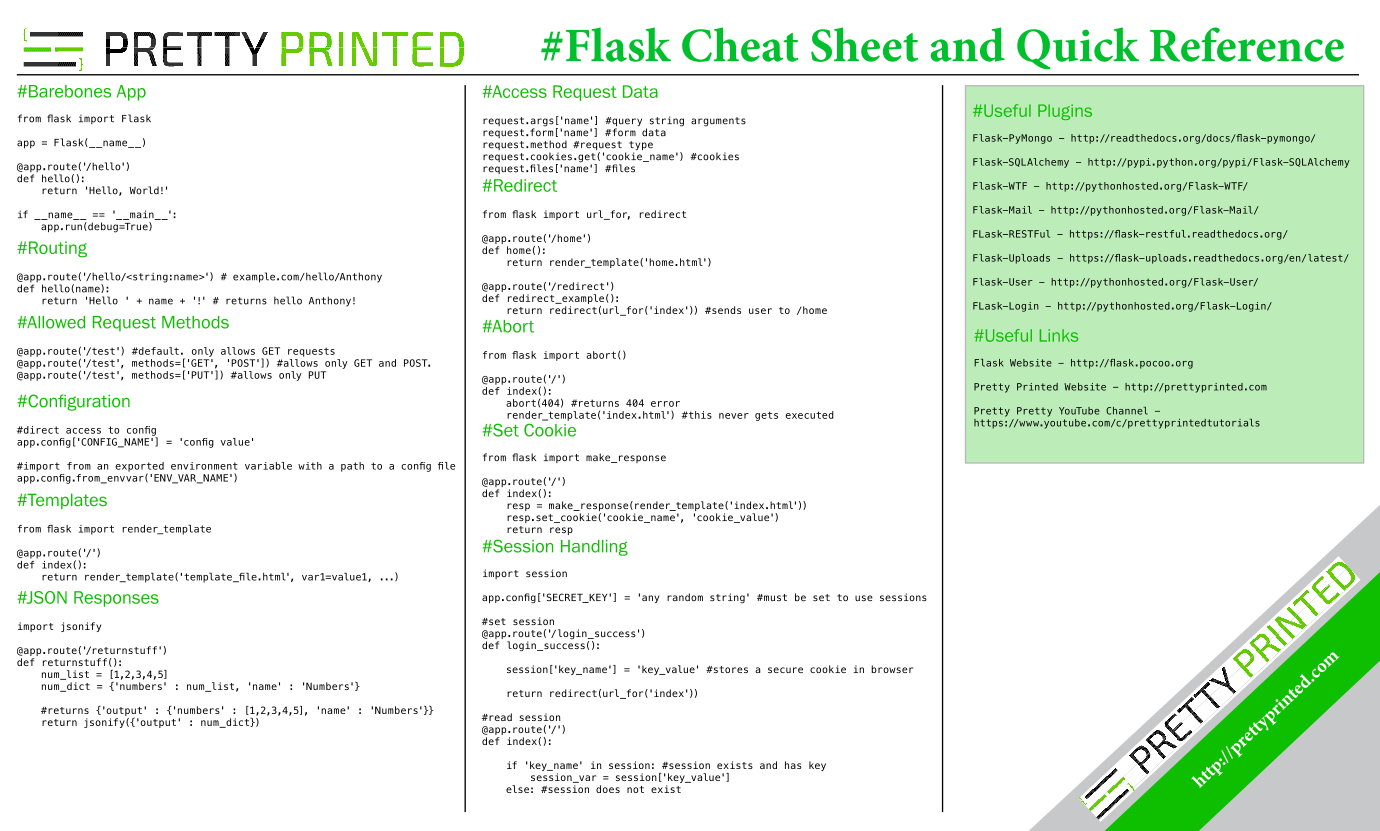 PRETTY PRINTED
#Flask Cheat Sheet and Quick Reference
#Barebones App
from flask import Flask
app = Flask(__name__)
@app.route('/hello')
def hello():
    return 'Hello, World!'
if __name__ == '__main__':
    app.run(debug=True)
#Routing
@app.route('/hello/<string:name>') # example.com/hello/Anthony
def hello(name):
    return 'Hello ' + name + '!' # returns hello Anthony!
#Allowed Request Methods
@app.route('/test') #default. only allows GET requests
@app.route('/test', methods=['GET', 'POST']) #allows only GET and POST.
@app.route('/test', methods=['PUT']) #allows only PUT
#Configuration
#direct access to config
app.config['CONFIG_NAME'] = 'config value'
#import from an exported environment variable with a path to a config file
app.config.from_envvar('ENV_VAR_NAME')
#Templates
from flask import render_template
@app.route('/')
def index():
    return render_template('template_file.html', var1=value1, ...)
#JSON Responses
import jsonify
@app.route('/returnstuff')
def returnstuff():
    num_list = [1,2,3,4,5]
    num_dict = {'numbers' : num_list, 'name' : 'Numbers'}
    #returns {'output' : {'numbers' : [1,2,3,4,5], 'name' : 'Numbers'}}
    return jsonify({'output' : num_dict})
#Access Request Data
request.args['name'] #query string arguments
request.form['name'] #form data
request.method #request type
request.cookies.get('cookie_name') #cookies
request.files['name'] #files
#Redirect
from flask import url_for, redirect
@app.route('/home')
def home():
    return render_template('home.html')
@app.route('/redirect')
def redirect_example():
    return redirect(url_for('index')) #sends user to /home
#Abort
from flask import abort()
@app.route('/')
def index():
    abort(404) #returns 404 error
    render_template('index.html') #this never gets executed
#Set Cookie
from flask import make_response
@app.route('/')
def index():
    resp = make_response(render_template('index.html'))
    resp.set_cookie('cookie_name', 'cookie_value')
    return resp
#Session Handling
import session
app.config['SECRET_KEY'] = 'any random string' #must be set to use sessions
#set session
@app.route('/login_success')
def login_success():
    session['key_name'] = 'key_value' #stores a secure cookie in browser
    return redirect(url_for('index'))
#read session
@app.route('/')
def index():
    if 'key_name' in session: #session exists and has key
        session_var = session['key_value']
    else: #session does not exist
#Useful Plugins
Flask-PyMongo - http://readthedocs.org/docs/flask-pymongo/
Flask-SQLAlchemy - http://pypi.python.org/pypi/Flask-SQLAlchemy
Flask-WTF - http://pythonhosted.org/Flask-WTF/
Flask-Mail - http://pythonhosted.org/Flask-Mail/
FLask-RESTFul - https://flask-restful.readthedocs.org/
Flask-Uploads - https://flask-uploads.readthedocs.org/en/latest/
Flask-User - http://pythonhosted.org/Flask-User/
FLask-Login - http://pythonhosted.org/Flask-Login/
#Useful Links
Flask Website - http://flask.pocoo.org
Pretty Printed Website - http://prettyprinted.com
Pretty Pretty YouTube Channel -
https://www.youtube.com/c/prettyprintedtutorials
PRETTY PRINTED
http://prettyprinted.com